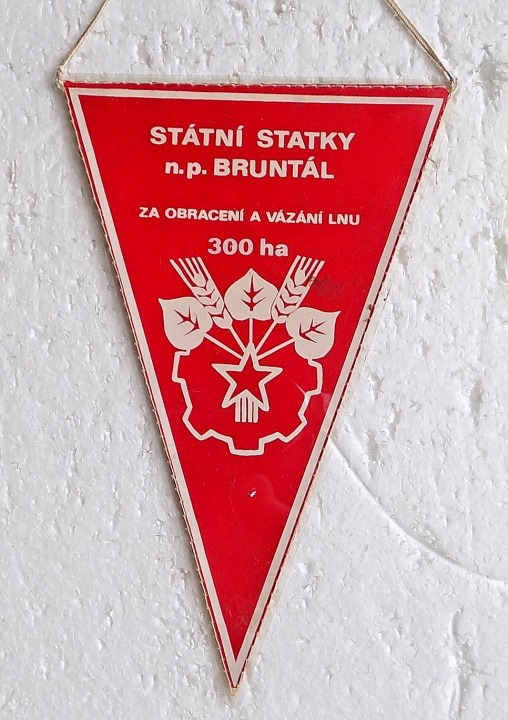 STÁTNÍ STATKY
n.p. BRUNTÁL
ZA OBRACENÍ A VÁZÁNÍ LNU
300 ha